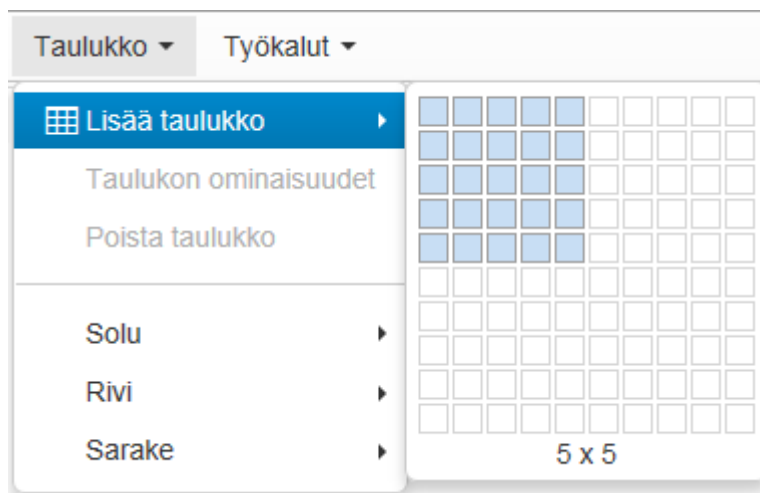 Taulukko Työkalut
Lisää taulukko
Taulukon ominaisuudet
Poista taulukko
Solu
Rivi
Sarake
5 x 5